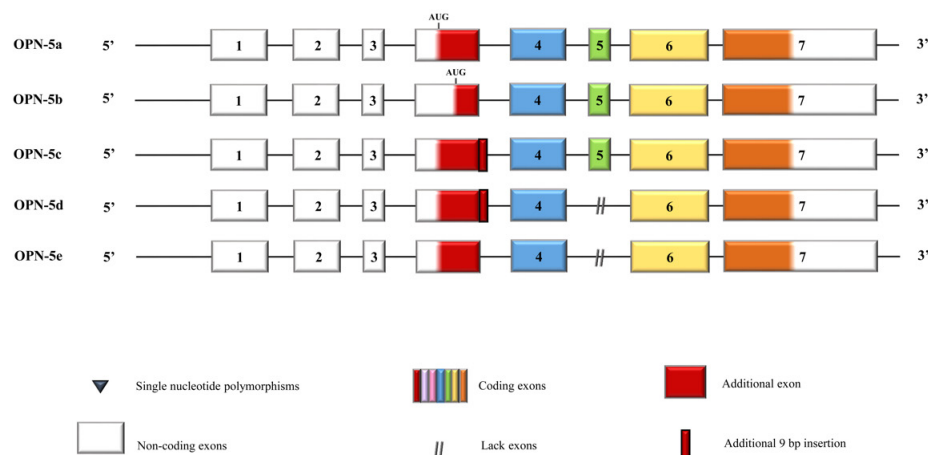 AUG
OPN-5a 5’ 1 2 3 4 5 6 7 3’
AUG
OPN-5b 5’ 1 2 3 4 5 6 7 3’
OPN-5c 5’ 1 2 3 4 5 6 7 3’
OPN-5d 5’ 1 2 3 4 6 7 3’
OPN-5e 5’ 1 2 3 4 6 7 3’
Single nucleotide polymorphisms Coding exons Additional exon
Non-coding exons Lack exons Additional 9 bp insertion